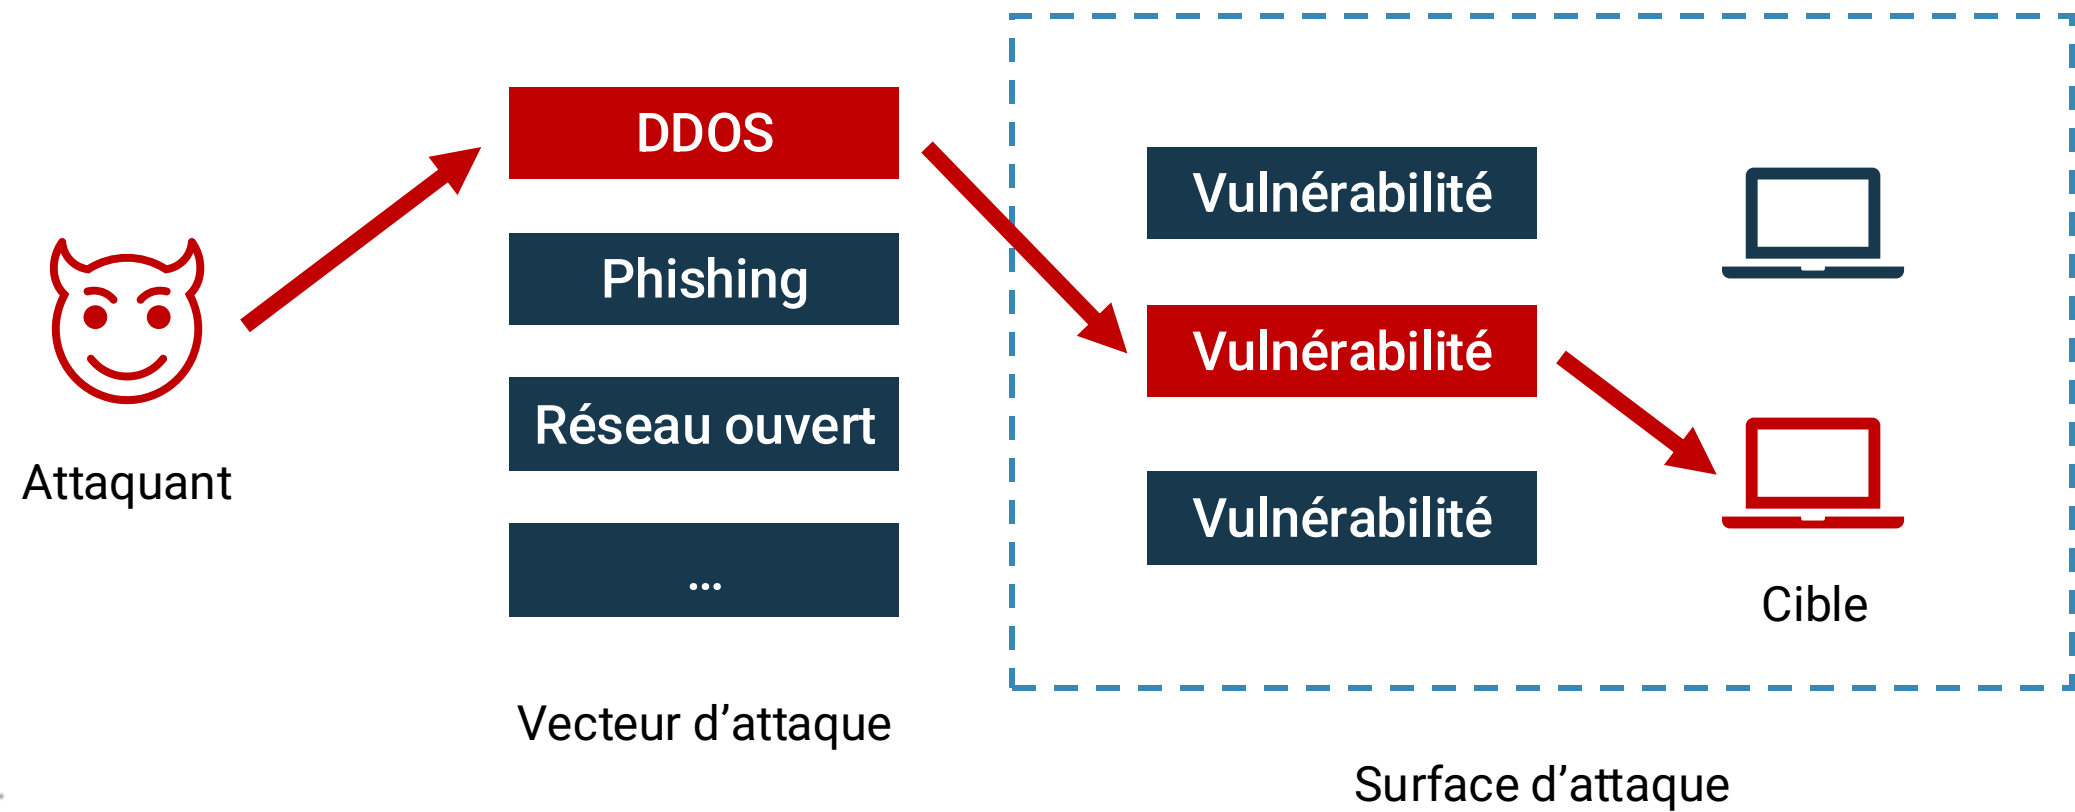 Attaquant
DDOS
Phishing
Réseau ouvert
...
Vecteur d’attaque
Vulnérabilité
Vulnérabilité
Vulnérabilité
Cible
Surface d’attaque